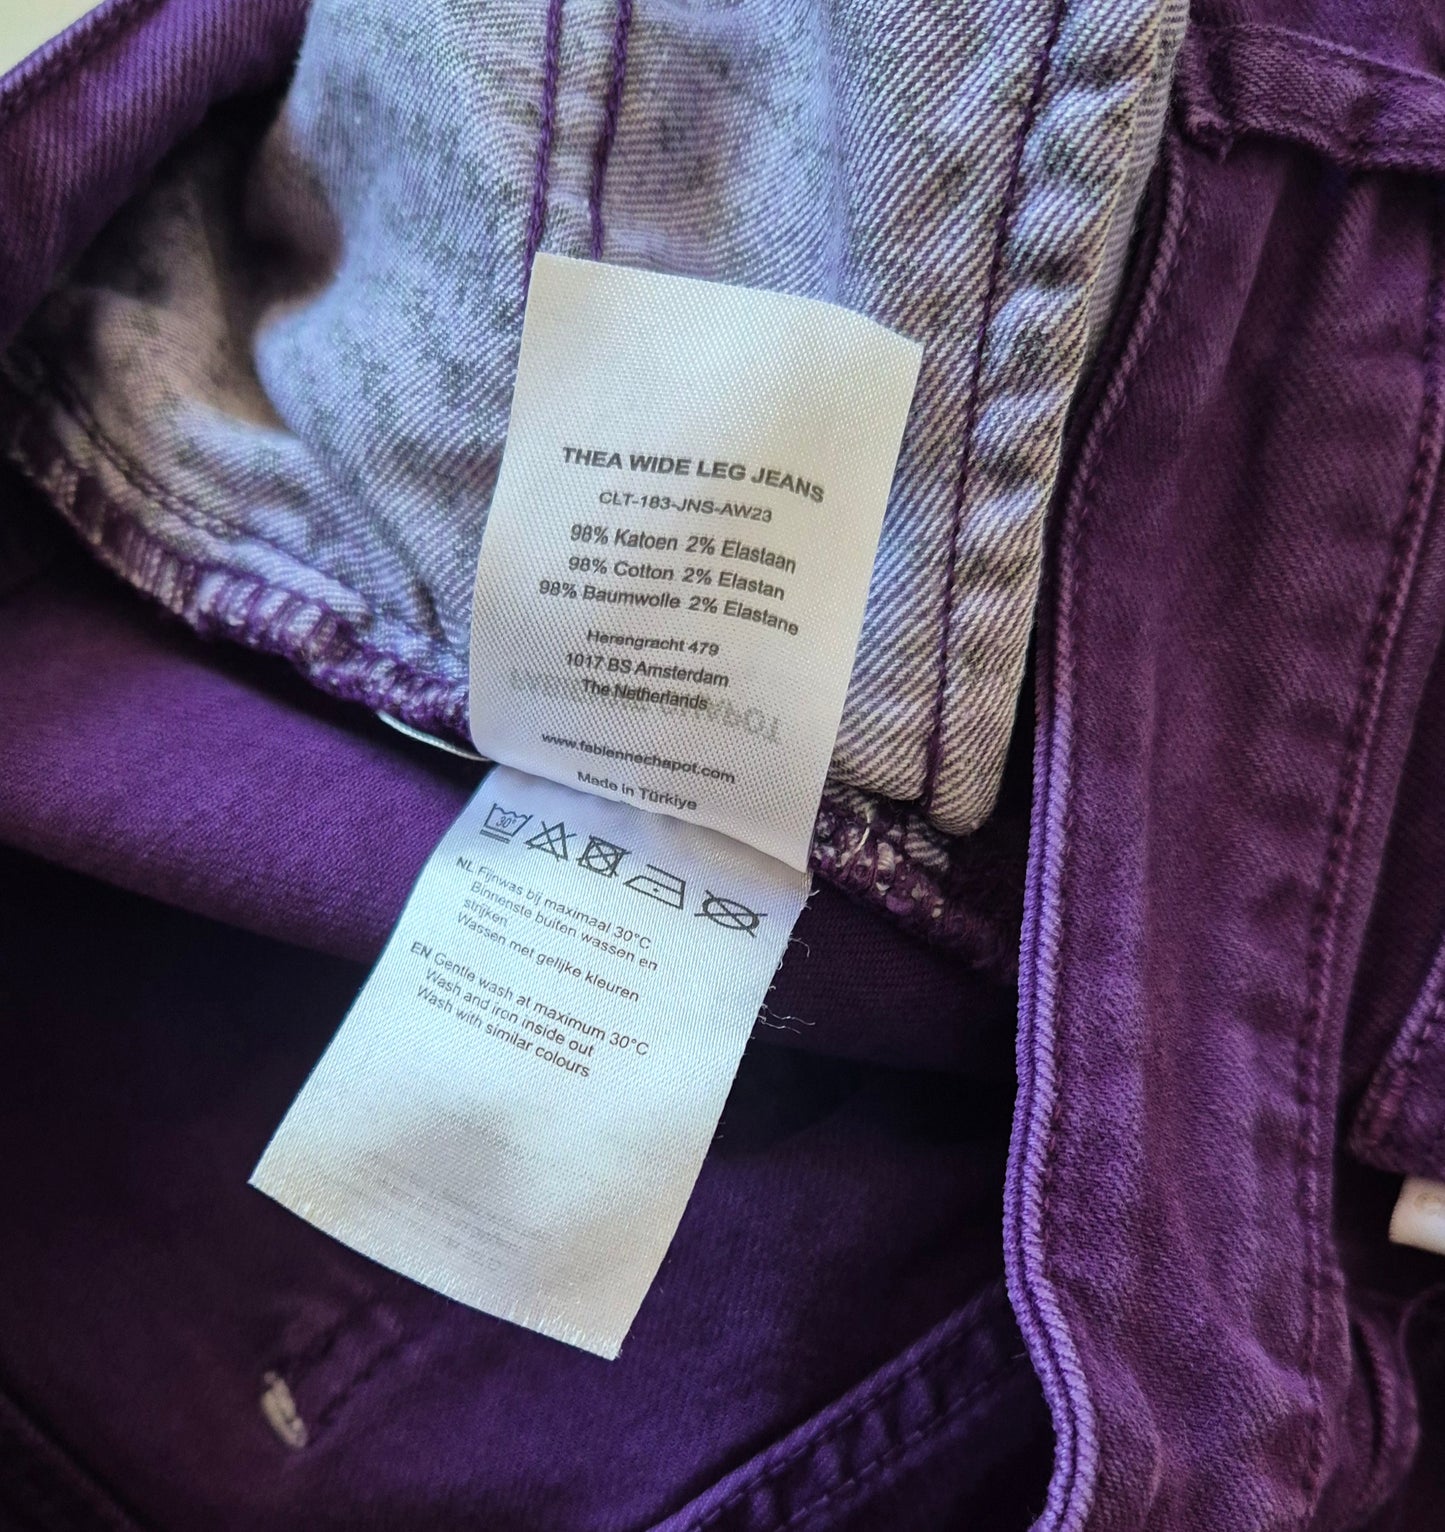 THEA WIDE LEG JEANS
CLT-183-JNS-AW23
98% Katoen 2% Elastaan
98% Cotton 2% Elastan
98% Baumwolle 2% Elastane
Herengracht 479
1017 BS Amsterdam
The Netherlands
www.fabiennechapot.com
Made in Türkiye
30°
NL Fijnwas bij maximaal 30°C
Binnenste buiten wassen en
strijken
Wassen met gelijke kleuren
EN Gentle wash at maximum 30°C
Wash and iron inside out
Wash with similar colours